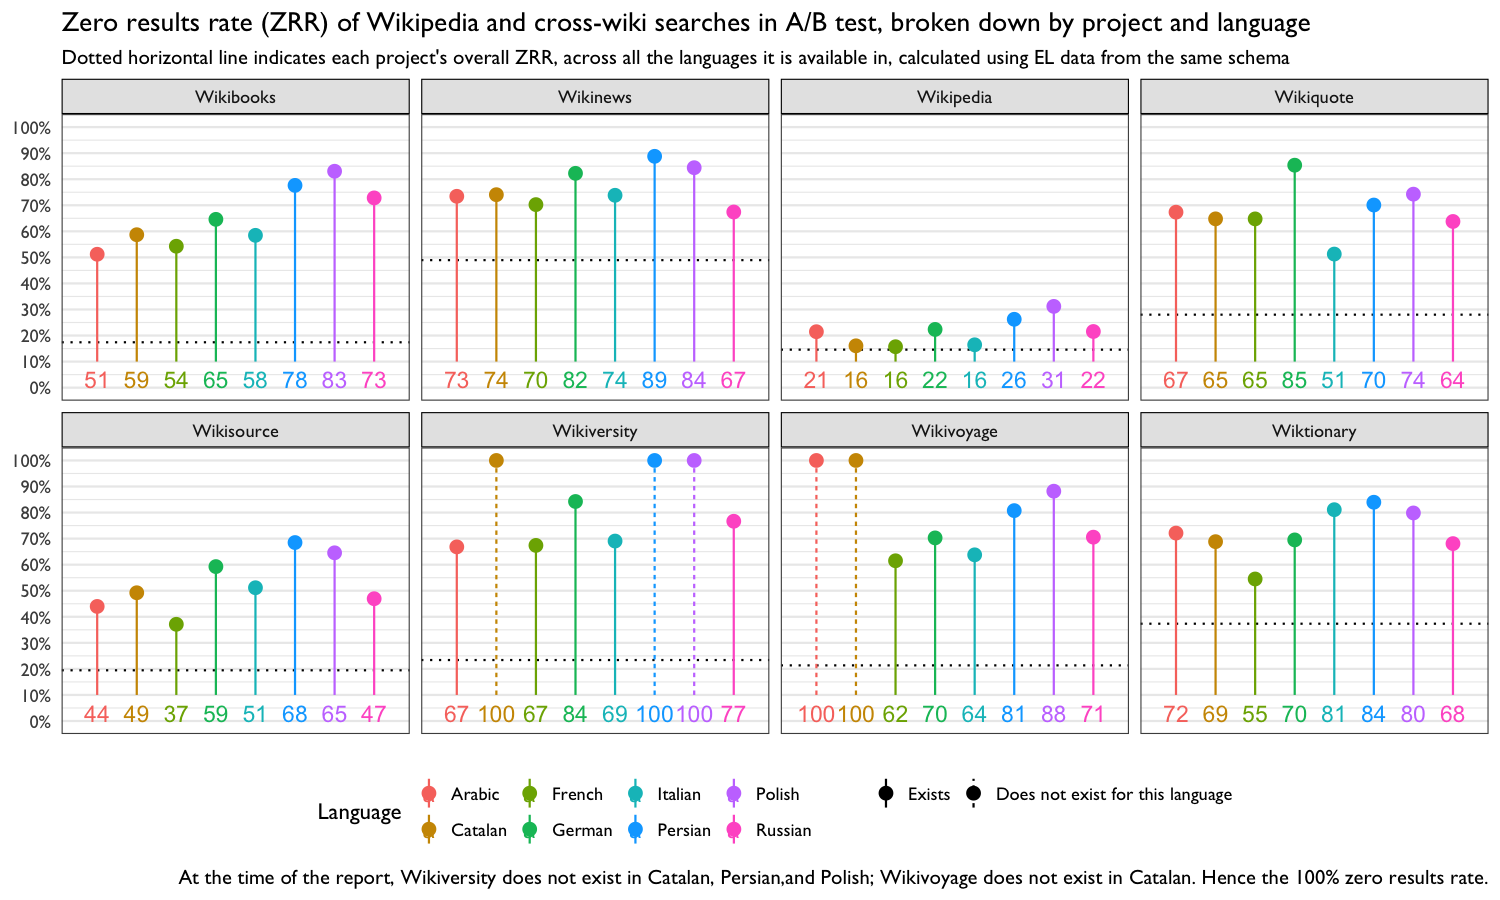 Zero results rate (ZRR) of Wikipedia and cross-wiki searches in A/B test, broken down by project and language
Dotted horizontal line indicates each project's overall ZRR, across all the languages it is available in, calculated using EL data from the same schema
Wikibooks Wikinews Wikipedia Wikiquote
100%
90%
80%
70%
60%
50%
40%
30%
20%
10%
0%
51 59 54 65 58 78 83 73
73 74 70 82 74 89 84 67
21 16 16 22 16 26 31 22
67 65 65 85 51 70 74 64
Wikisource Wikiversity Wikivoyage Wiktionary
100%
90%
80%
70%
60%
50%
40%
30%
20%
10%
0%
44 49 37 59 51 68 65 47
67 100 67 84 69 100 100 77
100 100 62 70 64 81 88 71
72 69 55 70 81 84 80 68
Language
Arabic French Italian Polish
Catalan German Persian Russian
Exists Does not exist for this language
At the time of the report, Wikiversity does not exist in Catalan, Persian,and Polish; Wikivoyage does not exist in Catalan. Hence the 100% zero results rate.